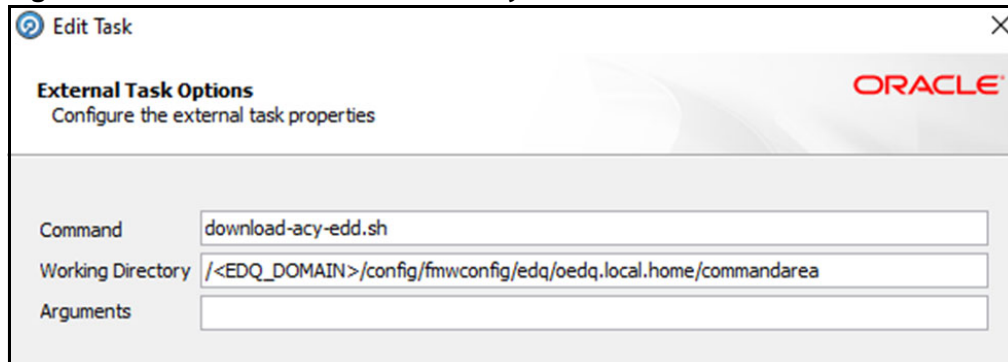 Edit Task
External Task Options
Configure the external task properties
ORACLE
Command download-acy-edd.sh
Working Directory /<EDQ_DOMAIN>/config/fmwconfig/edq/oedq.local.home/commandarea
Arguments